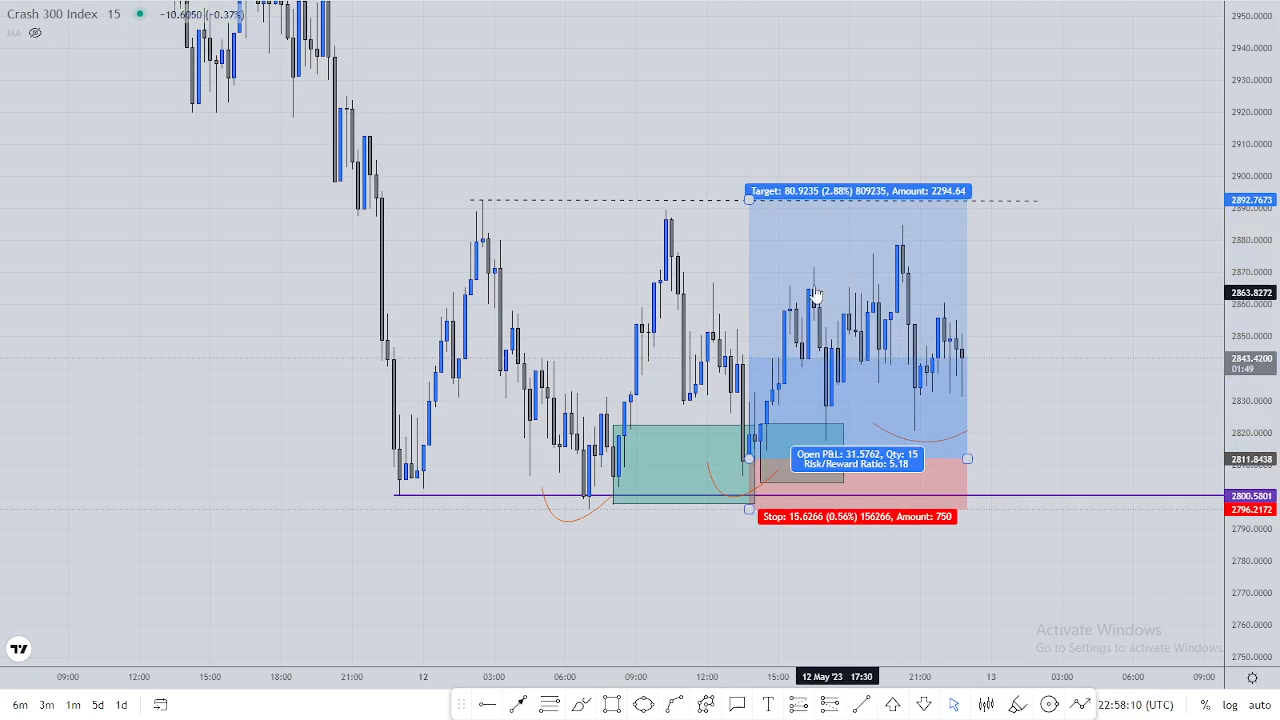 Crash 300 Index 15 −10.6050 (−0.37%)
MA
2950.0000
2940.0000
2930.0000
2920.0000
2910.0000
2900.0000
2892.7673
2880.0000
2870.0000
2863.8272
2860.0000
2850.0000
2843.4200
01:49
2830.0000
2820.0000
2811.8438
2800.5801
2796.2172
2790.0000
2780.0000
2770.0000
2760.0000
2750.0000
Target: 80.9235 (2.88%) 809235, Amount: 2294.64
Open P&L: 31.5762, Qty: 15
Risk/Reward Ratio: 5.18
Stop: 15.6266 (0.56%) 156266, Amount: 750
Activate Windows
Go to Settings to activate Windows.
09:00 12:00 15:00 18:00 21:00 12 03:00 06:00 09:00 12:00 15:00 12 May '23 17:30 21:00 13 03:00 06:00 09:00
6m 3m 1m 5d 1d T 22:58:10 (UTC) % log auto